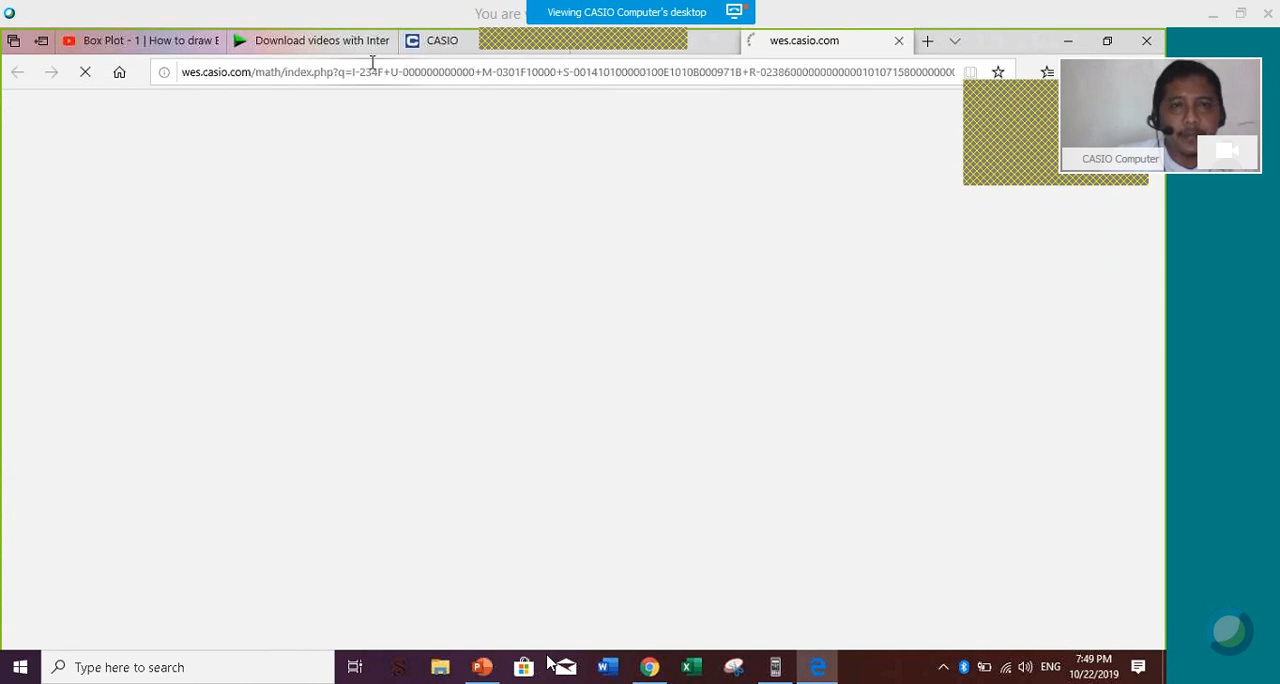 You are
Viewing CASIO Computer's desktop
Box Plot - 1 | How to draw E
Download videos with Inter
CASIO
wes.casio.com
wes.casio.com/math/index.php?q=I-234F+U-000000000000+M-0301F10000+S-001410100000100E1010B000971B+R-0238600000000000010107158000000
CASIO Computer
Type here to search
ENG
7:49 PM
10/22/2019